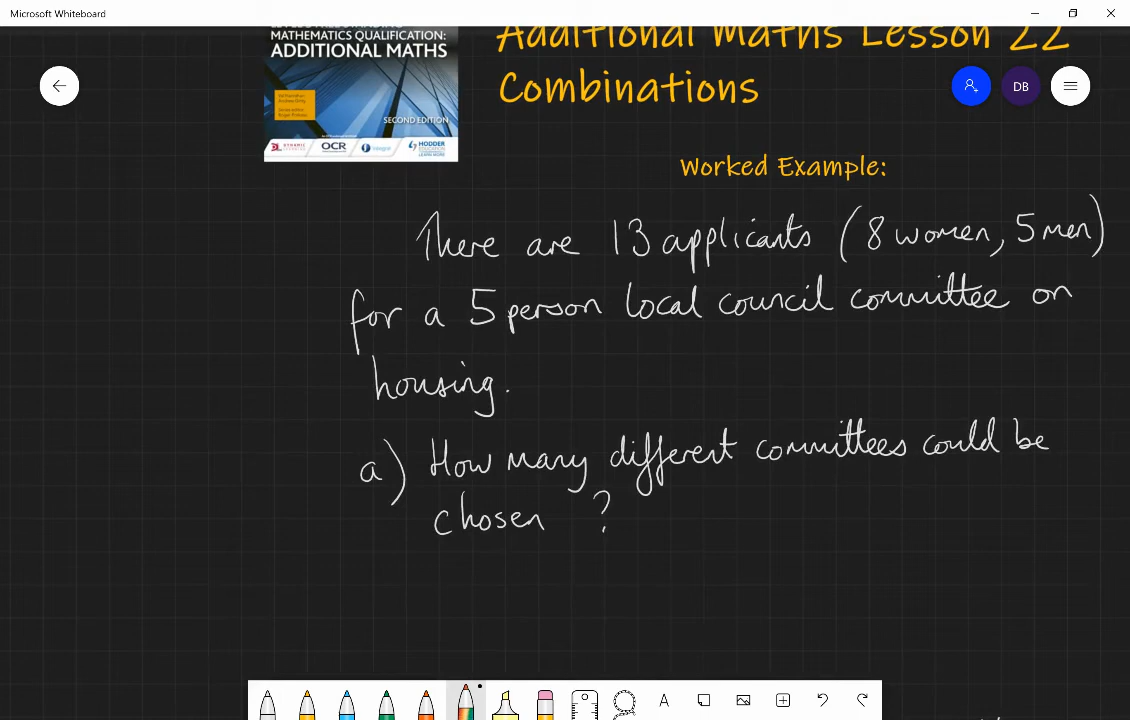 Microsoft Whiteboard
MATHEMATICS QUALIFICATION:
ADDITIONAL MATHS
SECOND EDITION
OCR
Additional Maths Lesson 22
Combinations
DB
Worked Example:
There are 13 applicants (8 women, 5 men)
for a 5 person local council committee on
housing.
a) How many different committees could be
chosen ?
A